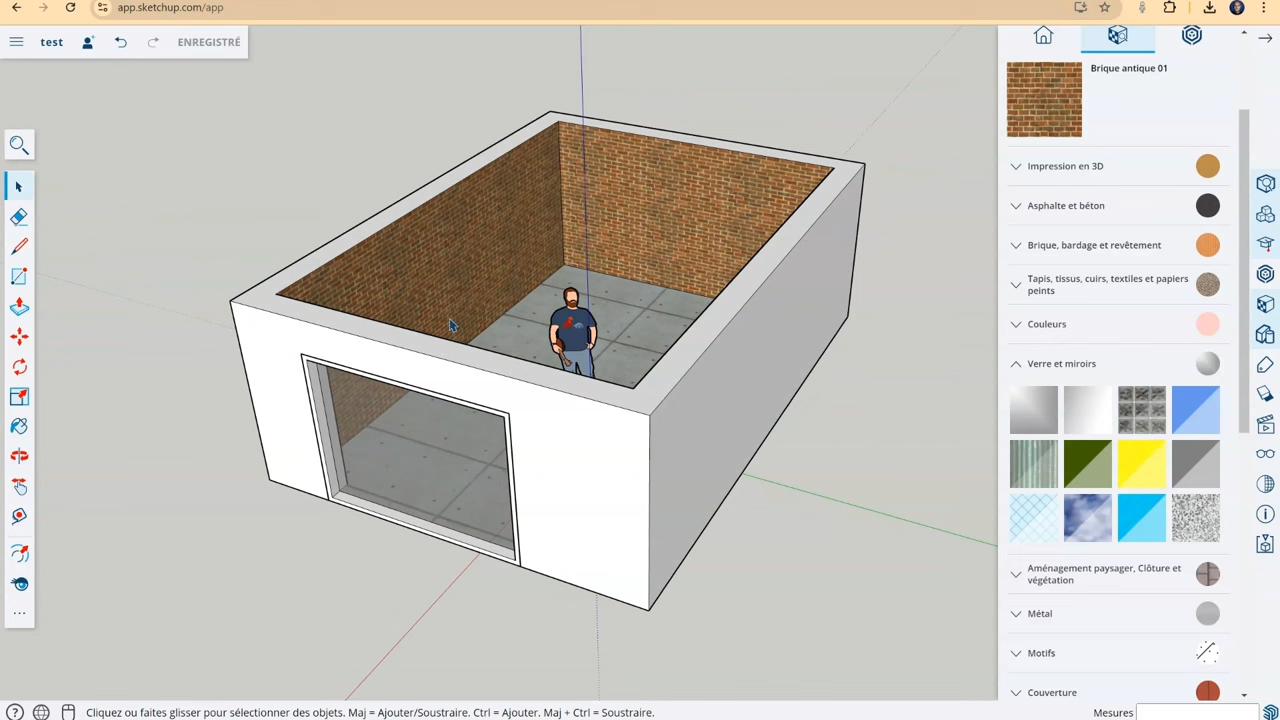 app.sketchup.com/app
test
ENREGISTRÉ
Brique antique 01
Impression en 3D
Asphalte et béton
Brique, bardage et revêtement
Tapis, tissus, cuirs, textiles et papiers
peints
Couleurs
Verre et miroirs
Aménagement paysager, Clôture et
végétation
Métal
Motifs
Couverture
Cliquez ou faites glisser pour sélectionner des objets. Maj = Ajouter/Soustraire. Ctrl = Ajouter. Maj + Ctrl = Soustraire.
Mesures